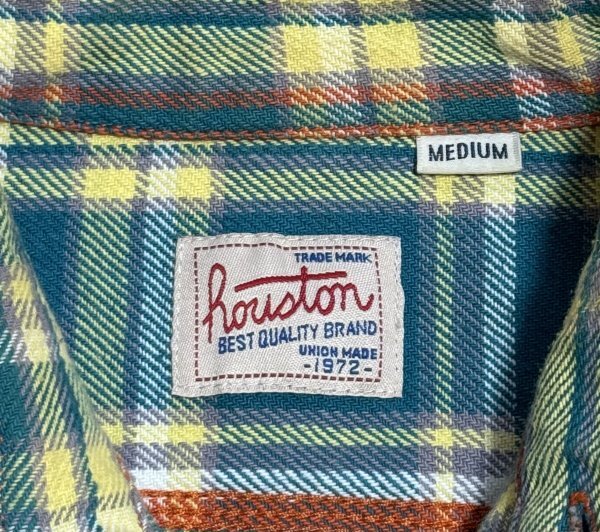 MEDIUM
TRADE MARK
houston
BEST QUALITY BRAND
UNION MADE
-1972-